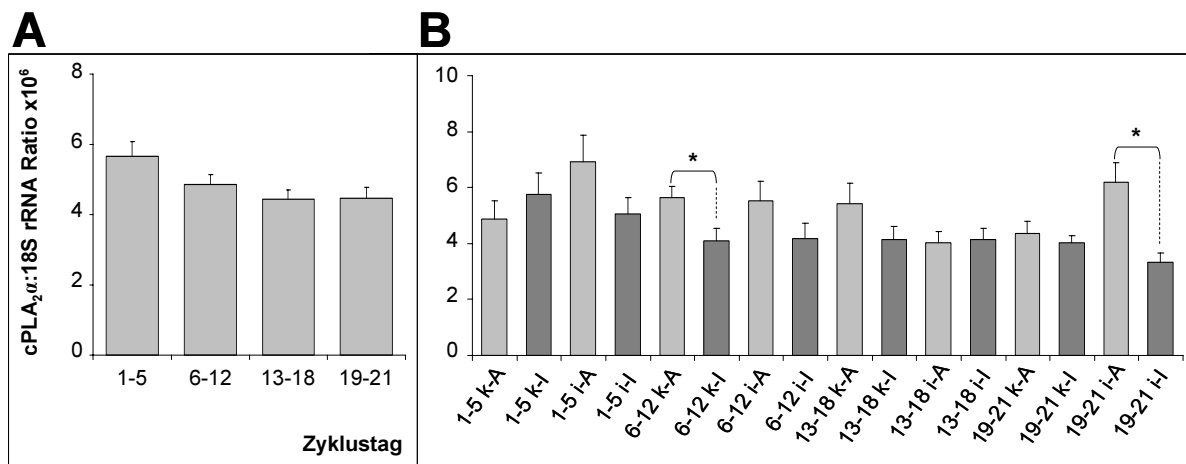 A
cPLA₂α:18S rRNA Ratio x10⁶
8
6
4
2
0
1-5 6-12 13-18 19-21
Zyklustag
B
10
8
6
4
2
0
* *
1-5 k-A 1-5 k-I 1-5 i-A 1-5 i-I 6-12 k-A 6-12 k-I 6-12 i-A 6-12 i-I 13-18 k-A 13-18 k-I 13-18 i-A 13-18 i-I 19-21 k-A 19-21 k-I 19-21 i-A 19-21 i-I